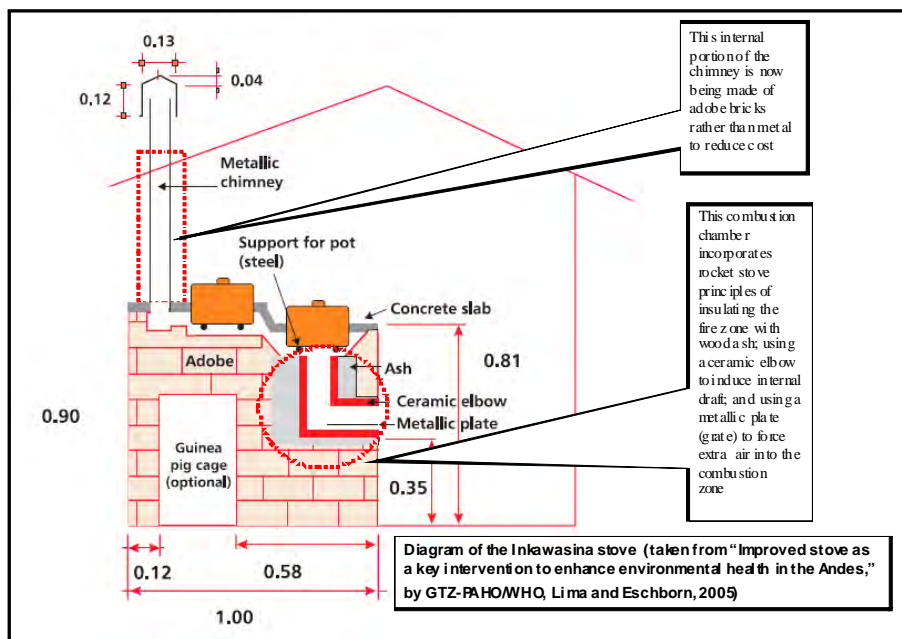 0.13
0.04
0.12
Metallic
chimney
Support for pot
(steel)
Concrete slab
Adobe
Ash
0.81
Ceramic elbow
0.90
Metallic plate
Guinea
pig cage
(optional)
0.35
0.12
0.58
1.00
This internal
portion of the
chimney is now
being made of
adobe bricks
rather than metal
to reduce cost
This combustion
chamber
incorporates
rocket stove
principles of
insulating the
fire zone with
wood ash; using
a ceramic elbow
to induce internal
draft; and using a
metallic plate
(grate) to force
extra air into the
combustion
zone
Diagram of the Inkawasina stove (taken from “Improved stove as
a key intervention to enhance environmental health in the Andes,”
by GTZ-PAHO/WHO, Lima and Eschborn, 2005)